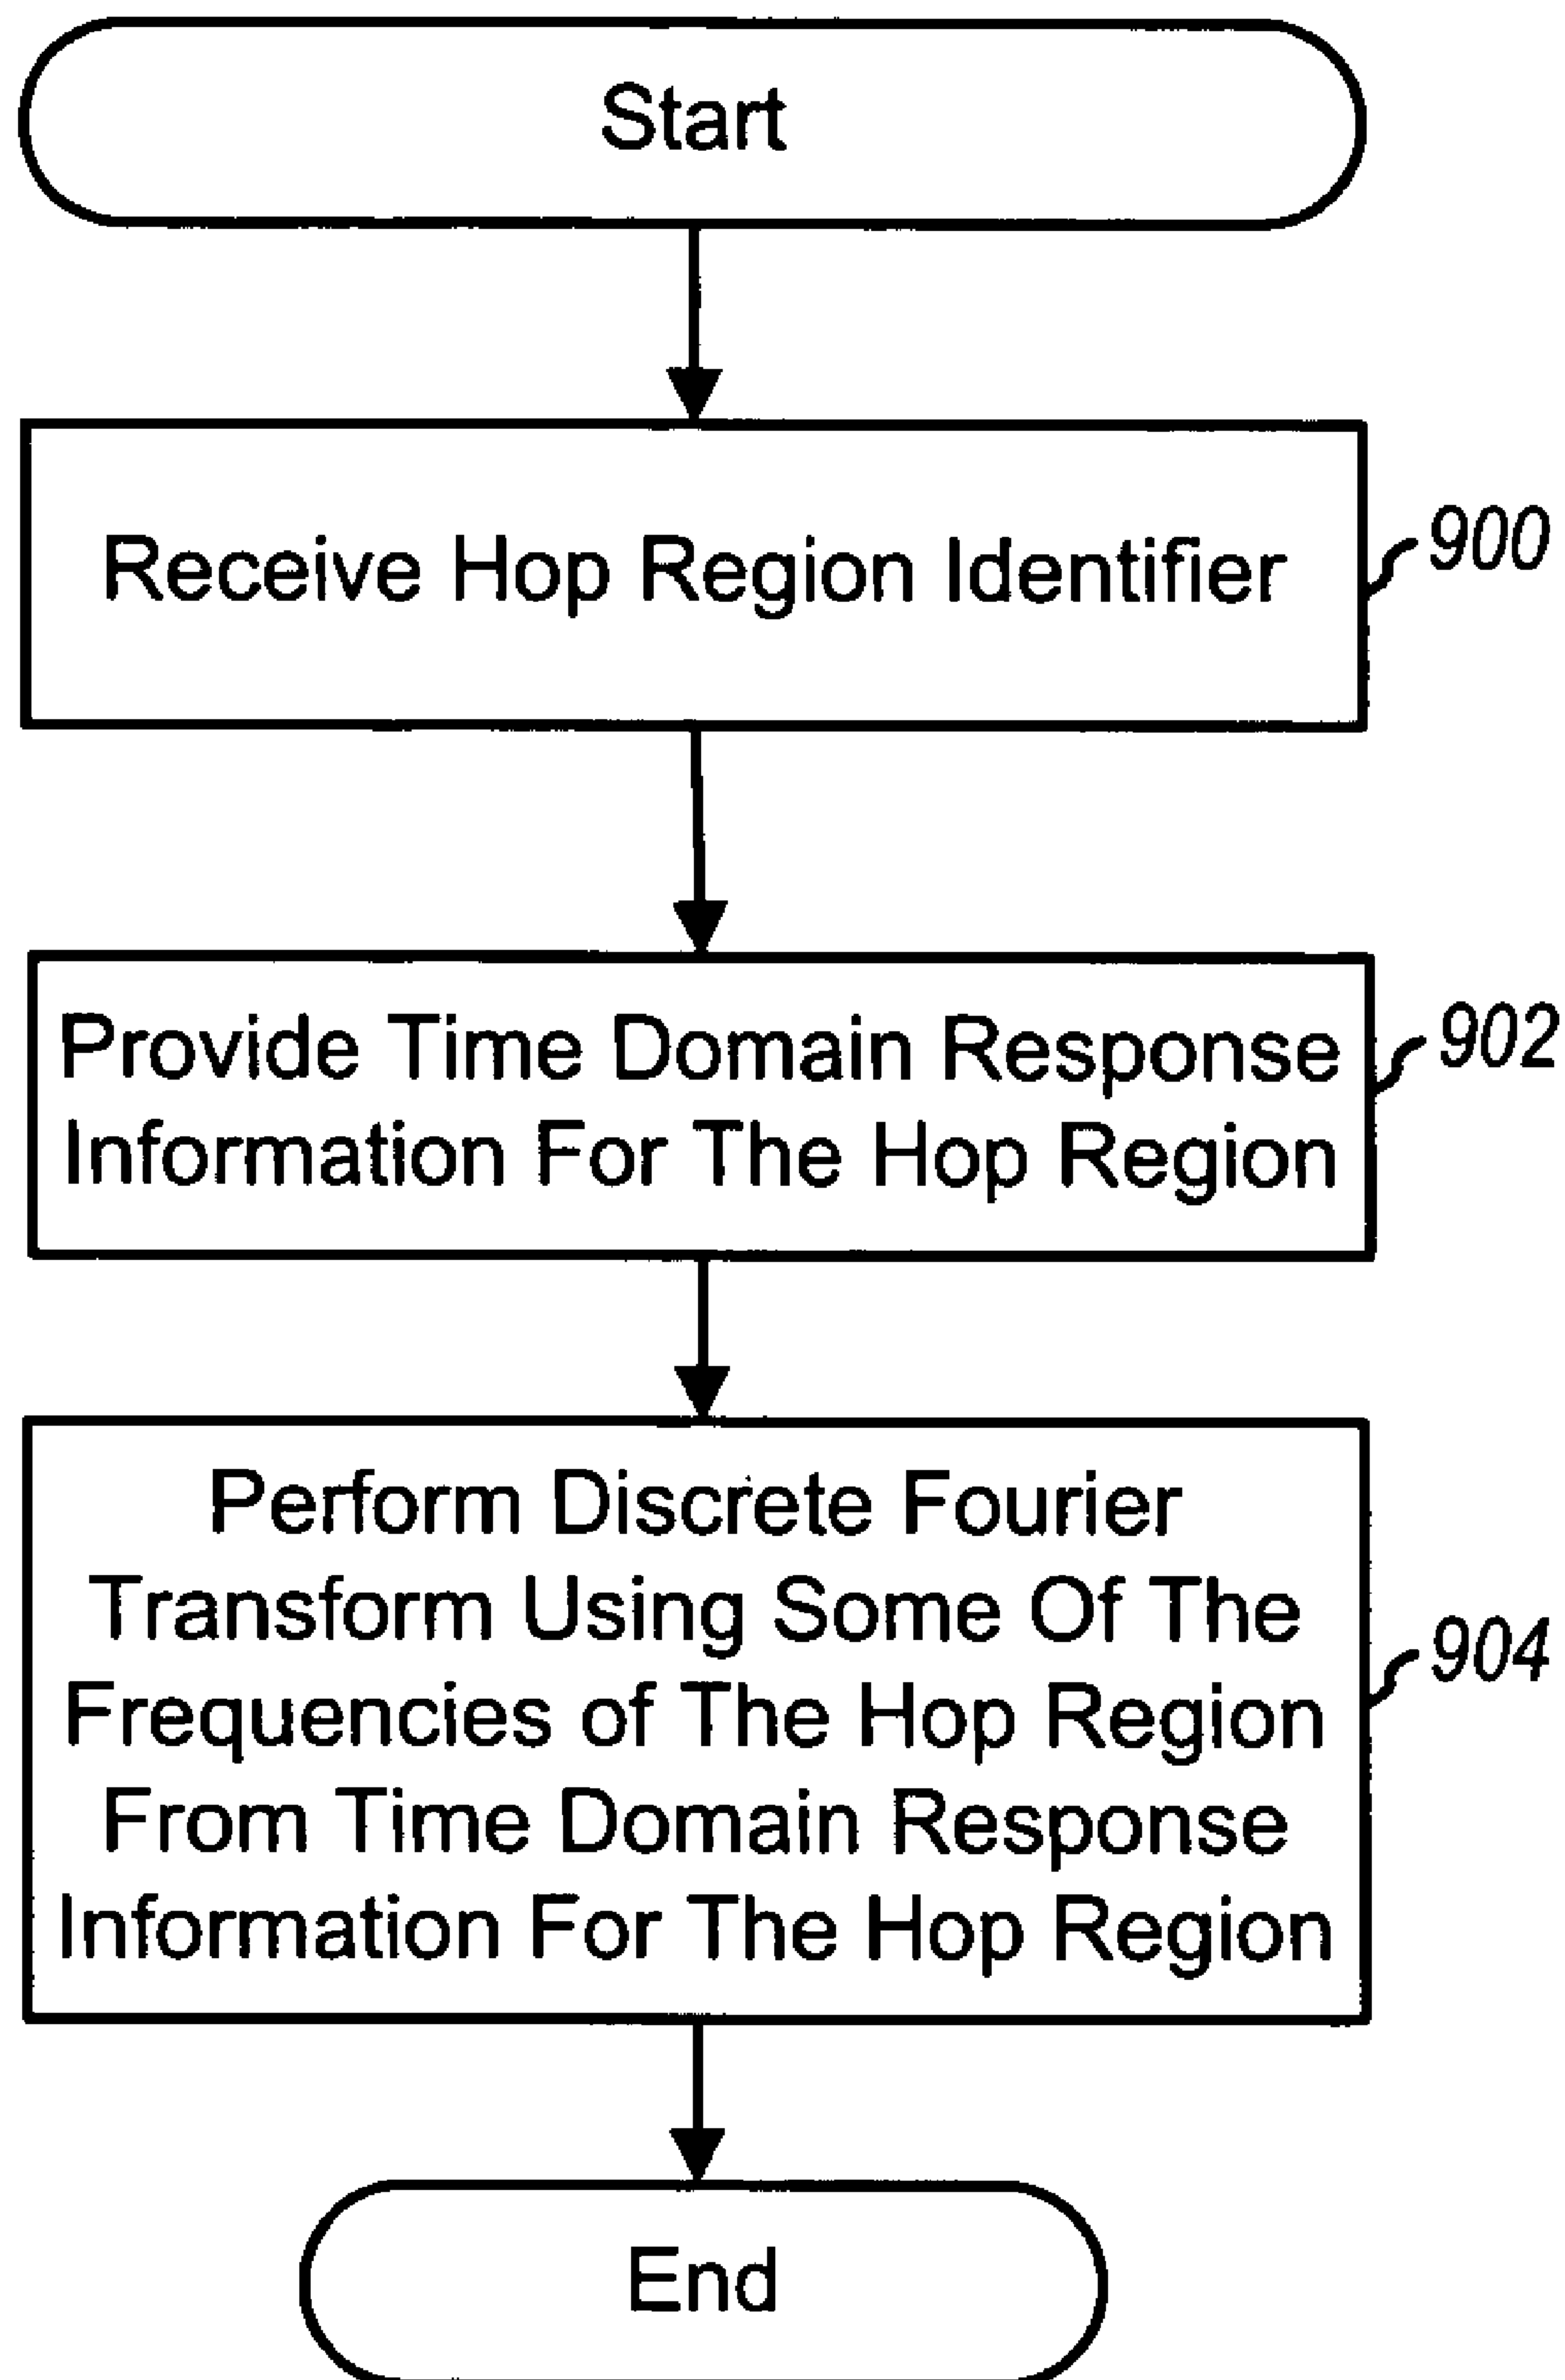 Start
Receive Hop Region Identifier
900
Provide Time Domain Response
Information For The Hop Region
902
Perform Discrete Fourier
Transform Using Some Of The
Frequencies of The Hop Region
From Time Domain Response
Information For The Hop Region
904
End